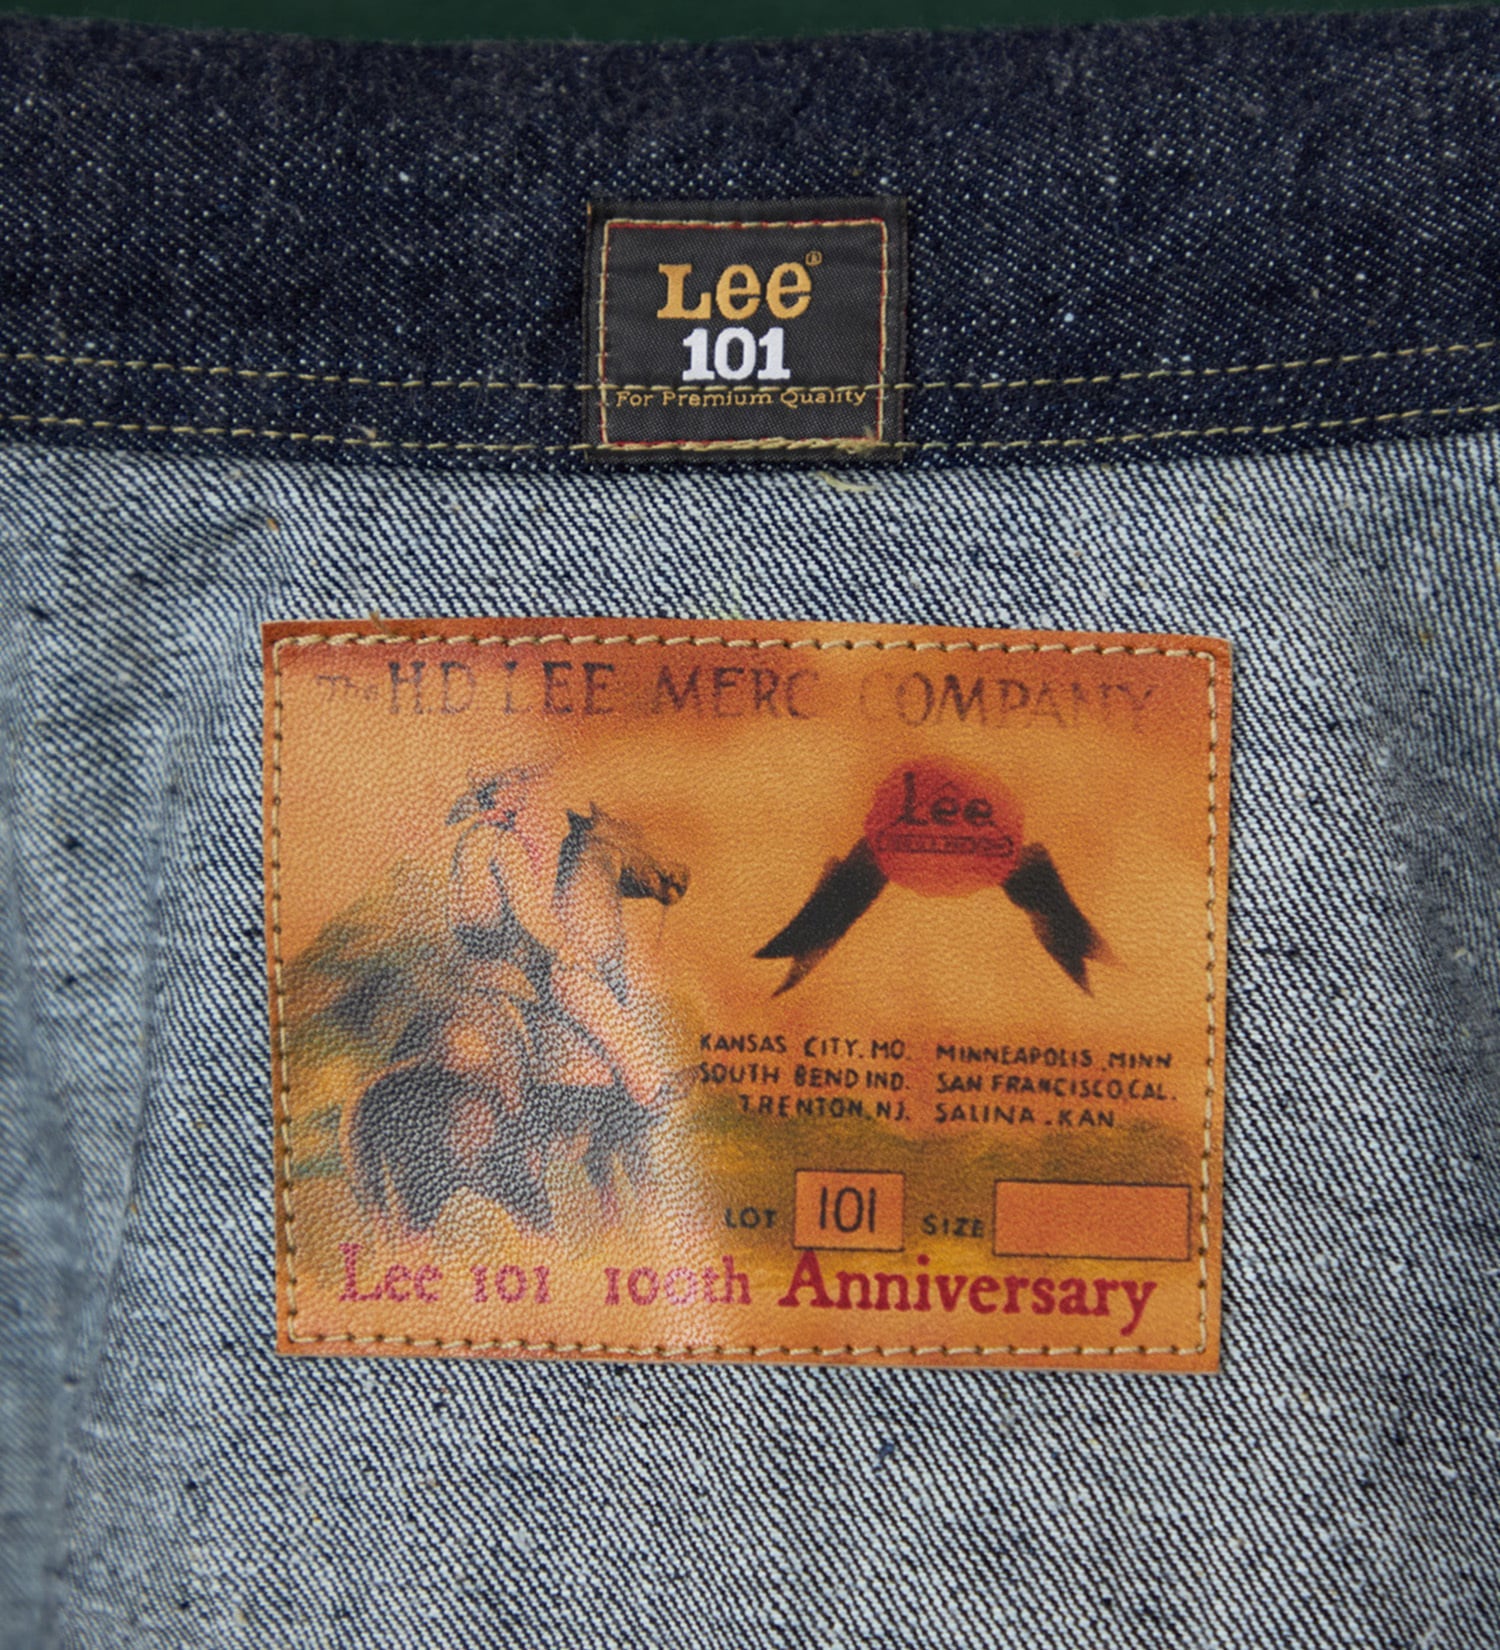 Lee®
101
For Premium Quality
The HD LEE MERC COMPANY
Lee
KANSAS CITY. MO. MINNEAPOLIS, MINN
SOUTH BEND IND. SAN FRANCISCO, CAL.
TRENTON, N.J. SALINA. KAN
LOT 101 SIZE
Lee 101 100th Anniversary